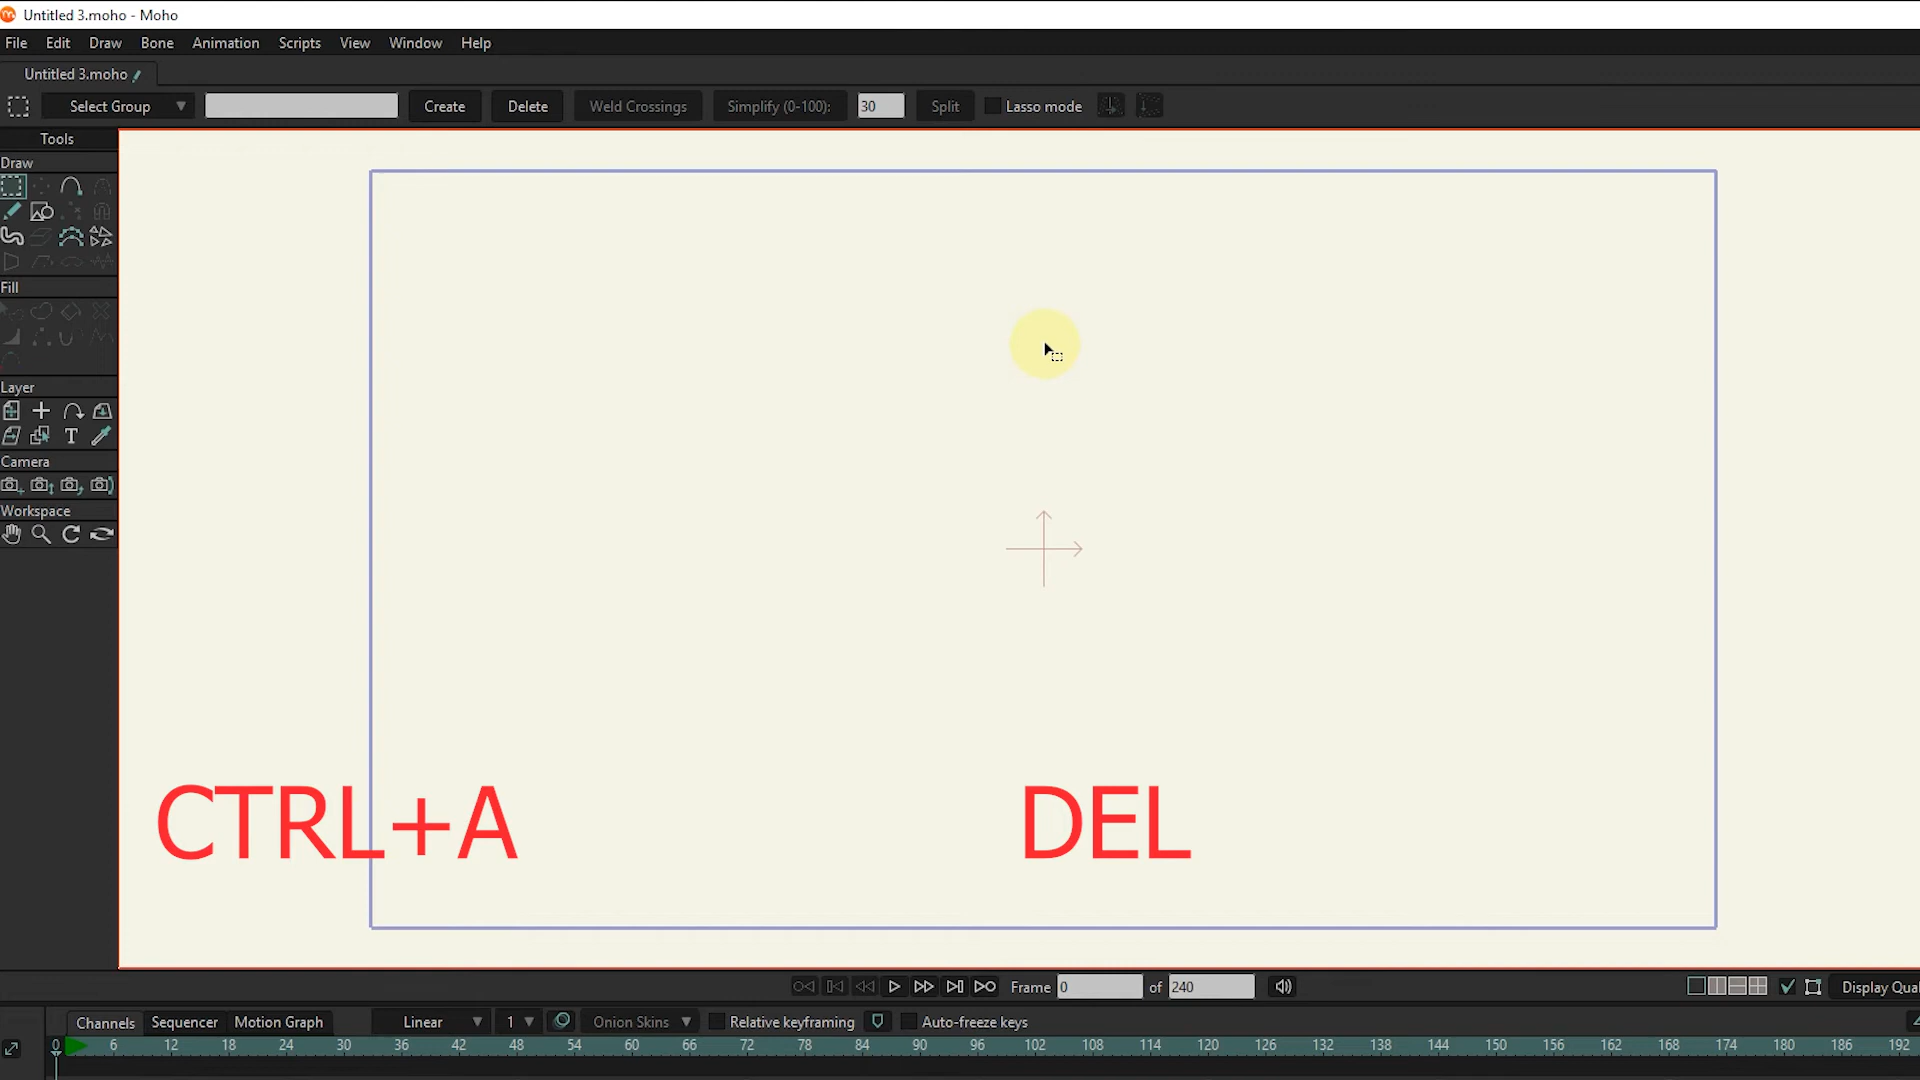 Untitled 3.moho - Moho
File Edit Draw Bone Animation Scripts View Window Help
Untitled 3.moho
Select Group Create Delete Weld Crossings Simplify (0-100): 30 Split Lasso mode
Tools
Draw
Fill
Layer
T
Camera
Workspace
CTRL+A DEL
Frame 0 of 240 Display Qual
Channels Sequencer Motion Graph Linear 1 Onion Skins Relative keyframing Auto-freeze keys
0 6 12 18 24 30 36 42 48 54 60 66 72 78 84 90 96 102 108 114 120 126 132 138 144 150 156 162 168 174 180 186 192